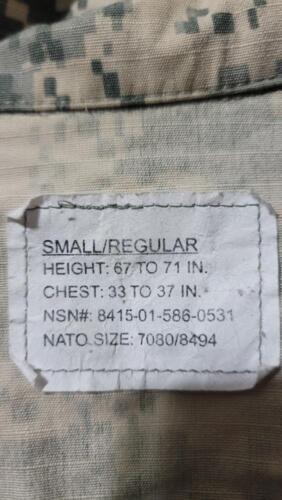 SMALL/REGULAR
HEIGHT: 67 TO 71 IN.
CHEST: 33 TO 37 IN.
NSN#: 8415-01-586-0531
NATO SIZE: 7080/8494